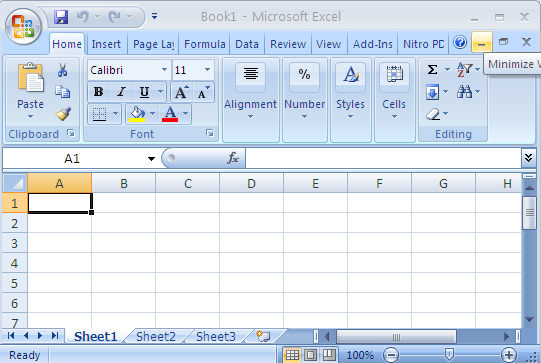 Book1 - Microsoft Excel
Home Insert Page La Formula Data Review View Add-Ins Nitro PD
Minimize W
Calibri 11
Paste
B I U
A
Σ
A Z
%
A
Alignment Number Styles Cells
Clipboard Font Editing
A1 fx
A B C D E F G H
1
2
3
4
5
6
7
Sheet1 Sheet2 Sheet3
Ready 100%